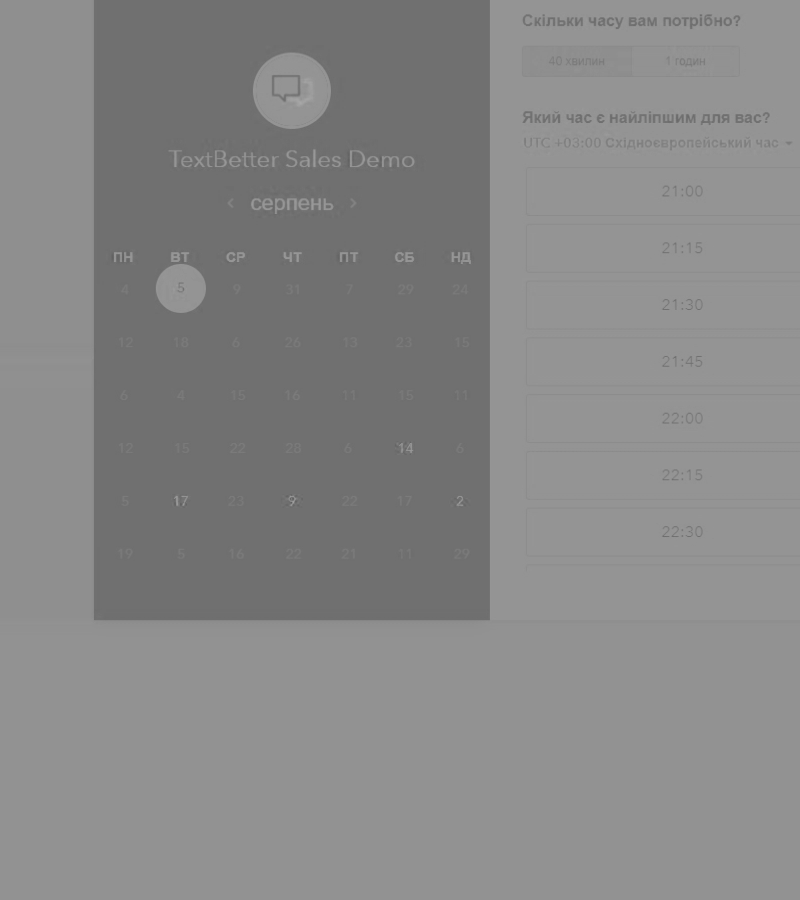 TextBetter Sales Demo
серпень
ПН ВТ СР ЧТ ПТ СБ НД
4 5 9 31 7 29 24
12 18 6 26 13 23 15
6 4 15 16 11 15 11
12 15 22 28 6 14 6
5 17 23 9 22 17 2
19 5 16 22 21 11 29
Скільки часу вам потрібно?
40 хвилин 1 годин
Який час є найліпшим для вас?
UTC +03:00 Східноєвропейський час
21:00
21:15
21:30
21:45
22:00
22:15
22:30